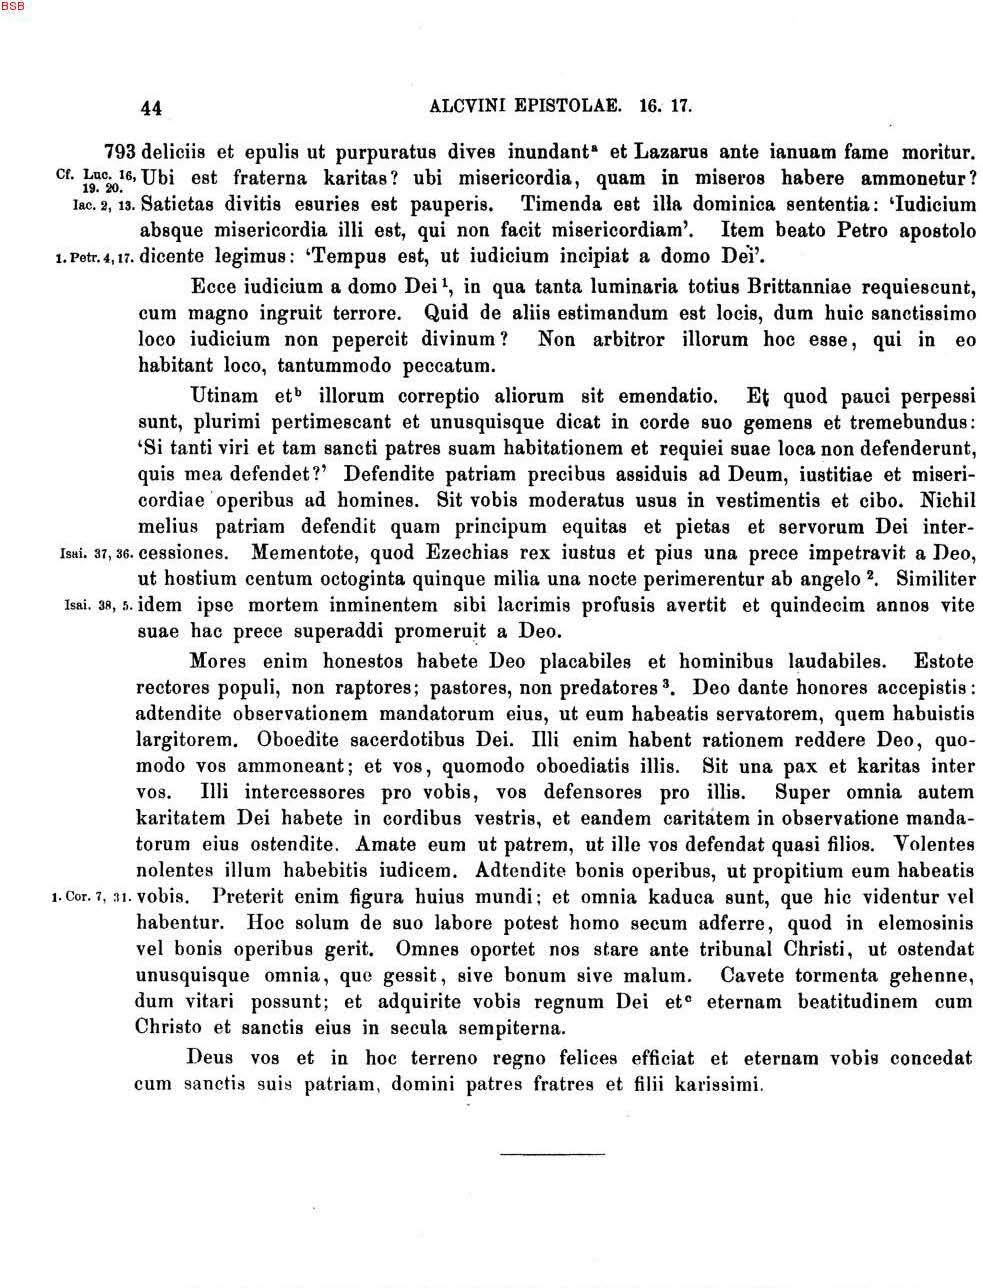 BSB
44 ALCVINI EPISTOLAE. 16. 17.
793 deliciis et epulis ut purpuratus dives inundantᵃ et Lazarus ante ianuam fame moritur.
Cf. Luc. 16, 19. 20. Ubi est fraterna karitas? ubi misericordia, quam in miseros habere ammonetur?
Iac. 2, 13. Satietas divitis esuries est pauperis. Timenda est illa dominica sententia: ‘Iudicium
absque misericordia illi est, qui non facit misericordiam’. Item beato Petro apostolo
1. Petr. 4, 17. dicente legimus: ‘Tempus est, ut iudicium incipiat a domo Dei’.
Ecce iudicium a domo Dei¹, in qua tanta luminaria totius Brittanniae requiescunt,
cum magno ingruit terrore. Quid de aliis estimandum est locis, dum huic sanctissimo
loco iudicium non pepercit divinum? Non arbitror illorum hoc esse, qui in eo
habitant loco, tantummodo peccatum.
Utinam etᵇ illorum correptio aliorum sit emendatio. Et quod pauci perpessi
sunt, plurimi pertimescant et unusquisque dicat in corde suo gemens et tremebundus:
‘Si tanti viri et tam sancti patres suam habitationem et requiei suae loca non defenderunt,
quis mea defendet?’ Defendite patriam precibus assiduis ad Deum, iustitiae et miseri-
cordiae operibus ad homines. Sit vobis moderatus usus in vestimentis et cibo. Nichil
melius patriam defendit quam principum equitas et pietas et servorum Dei inter-
Isai. 37, 36. cessiones. Mementote, quod Ezechias rex iustus et pius una prece impetravit a Deo,
ut hostium centum octoginta quinque milia una nocte perimerentur ab angelo². Similiter
Isai. 38, 5. idem ipse mortem inminentem sibi lacrimis profusis avertit et quindecim annos vite
suae hac prece superaddi promeruit a Deo.
Mores enim honestos habete Deo placabiles et hominibus laudabiles. Estote
rectores populi, non raptores; pastores, non predatores³. Deo dante honores accepistis:
adtendite observationem mandatorum eius, ut eum habeatis servatorem, quem habuistis
largitorem. Oboedite sacerdotibus Dei. Illi enim habent rationem reddere Deo, quo-
modo vos ammoneant; et vos, quomodo oboediatis illis. Sit una pax et karitas inter
vos. Illi intercessores pro vobis, vos defensores pro illis. Super omnia autem
karitatem Dei habete in cordibus vestris, et eandem caritatem in observatione manda-
torum eius ostendite. Amate eum ut patrem, ut ille vos defendat quasi filios. Volentes
nolentes illum habebitis iudicem. Adtendite bonis operibus, ut propitium eum habeatis
1. Cor. 7, 31. vobis. Preterit enim figura huius mundi; et omnia kaduca sunt, que hic videntur vel
habentur. Hoc solum de suo labore potest homo secum adferre, quod in elemosinis
vel bonis operibus gerit. Omnes oportet nos stare ante tribunal Christi, ut ostendat
unusquisque omnia, que gessit, sive bonum sive malum. Cavete tormenta gehenne,
dum vitari possunt; et adquirite vobis regnum Dei etᶜ eternam beatitudinem cum
Christo et sanctis eius in secula sempiterna.
Deus vos et in hoc terreno regno felices efficiat et eternam vobis concedat
cum sanctis suis patriam, domini patres fratres et filii karissimi.